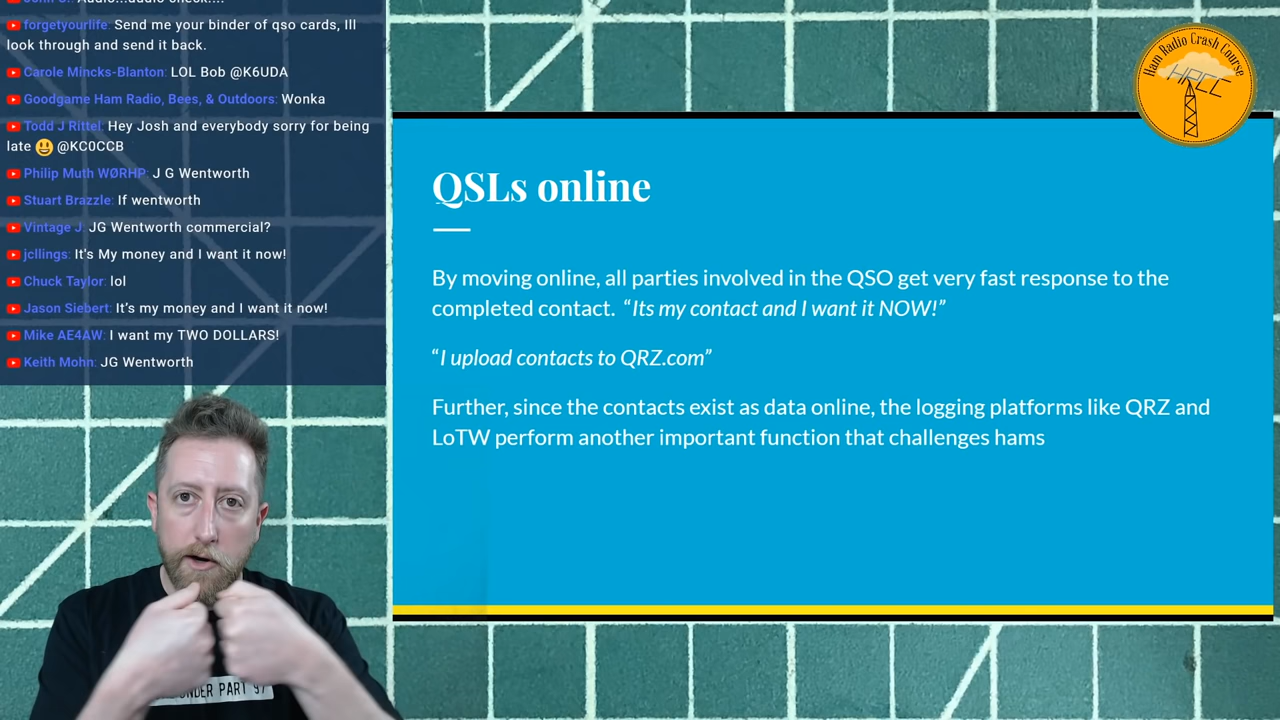 forgetyourlife: Send me your binder of qso cards, Ill
look through and send it back.
Carole Mincks-Blanton: LOL Bob @K6UDA
Goodgame Ham Radio, Bees, & Outdoors: Wonka
Todd J Rittel: Hey Josh and everybody sorry for being
late 😃 @KC0CCB
Philip Muth WØRHP: J G Wentworth
Stuart Brazzle: If wentworth
Vintage J: JG Wentworth commercial?
jcllings: It's My money and I want it now!
Chuck Taylor: lol
Jason Siebert: It's my money and I want it now!
Mike AE4AW: I want my TWO DOLLARS!
Keith Mohn: JG Wentworth
Ham Radio Crash Course
HRCC
QSLs online
By moving online, all parties involved in the QSO get very fast response to the
completed contact. “Its my contact and I want it NOW!”
“I upload contacts to QRZ.com”
Further, since the contacts exist as data online, the logging platforms like QRZ and
LoTW perform another important function that challenges hams
UNDER PART 97